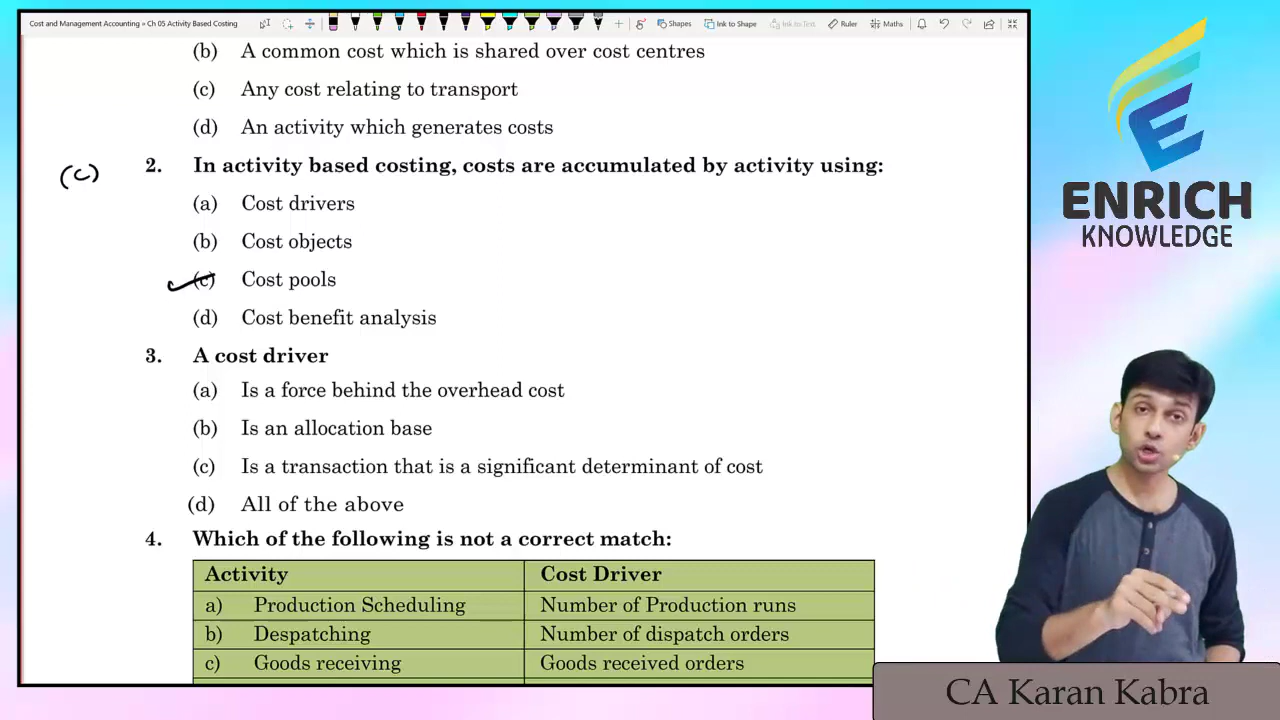 Cost and Management Accounting » Ch 05 Activity Based Costing
Shapes
Ink to Shape
Ink to Text
Ruler
Maths
(b) A common cost which is shared over cost centres
(c) Any cost relating to transport
(d) An activity which generates costs
(c)
2. In activity based costing, costs are accumulated by activity using:
(a) Cost drivers
(b) Cost objects
(c) Cost pools
(d) Cost benefit analysis
3. A cost driver
(a) Is a force behind the overhead cost
(b) Is an allocation base
(c) Is a transaction that is a significant determinant of cost
(d) All of the above
4. Which of the following is not a correct match:
Activity Cost Driver
a) Production Scheduling Number of Production runs
b) Despatching Number of dispatch orders
c) Goods receiving Goods received orders
ENRICH
KNOWLEDGE
CA Karan Kabra